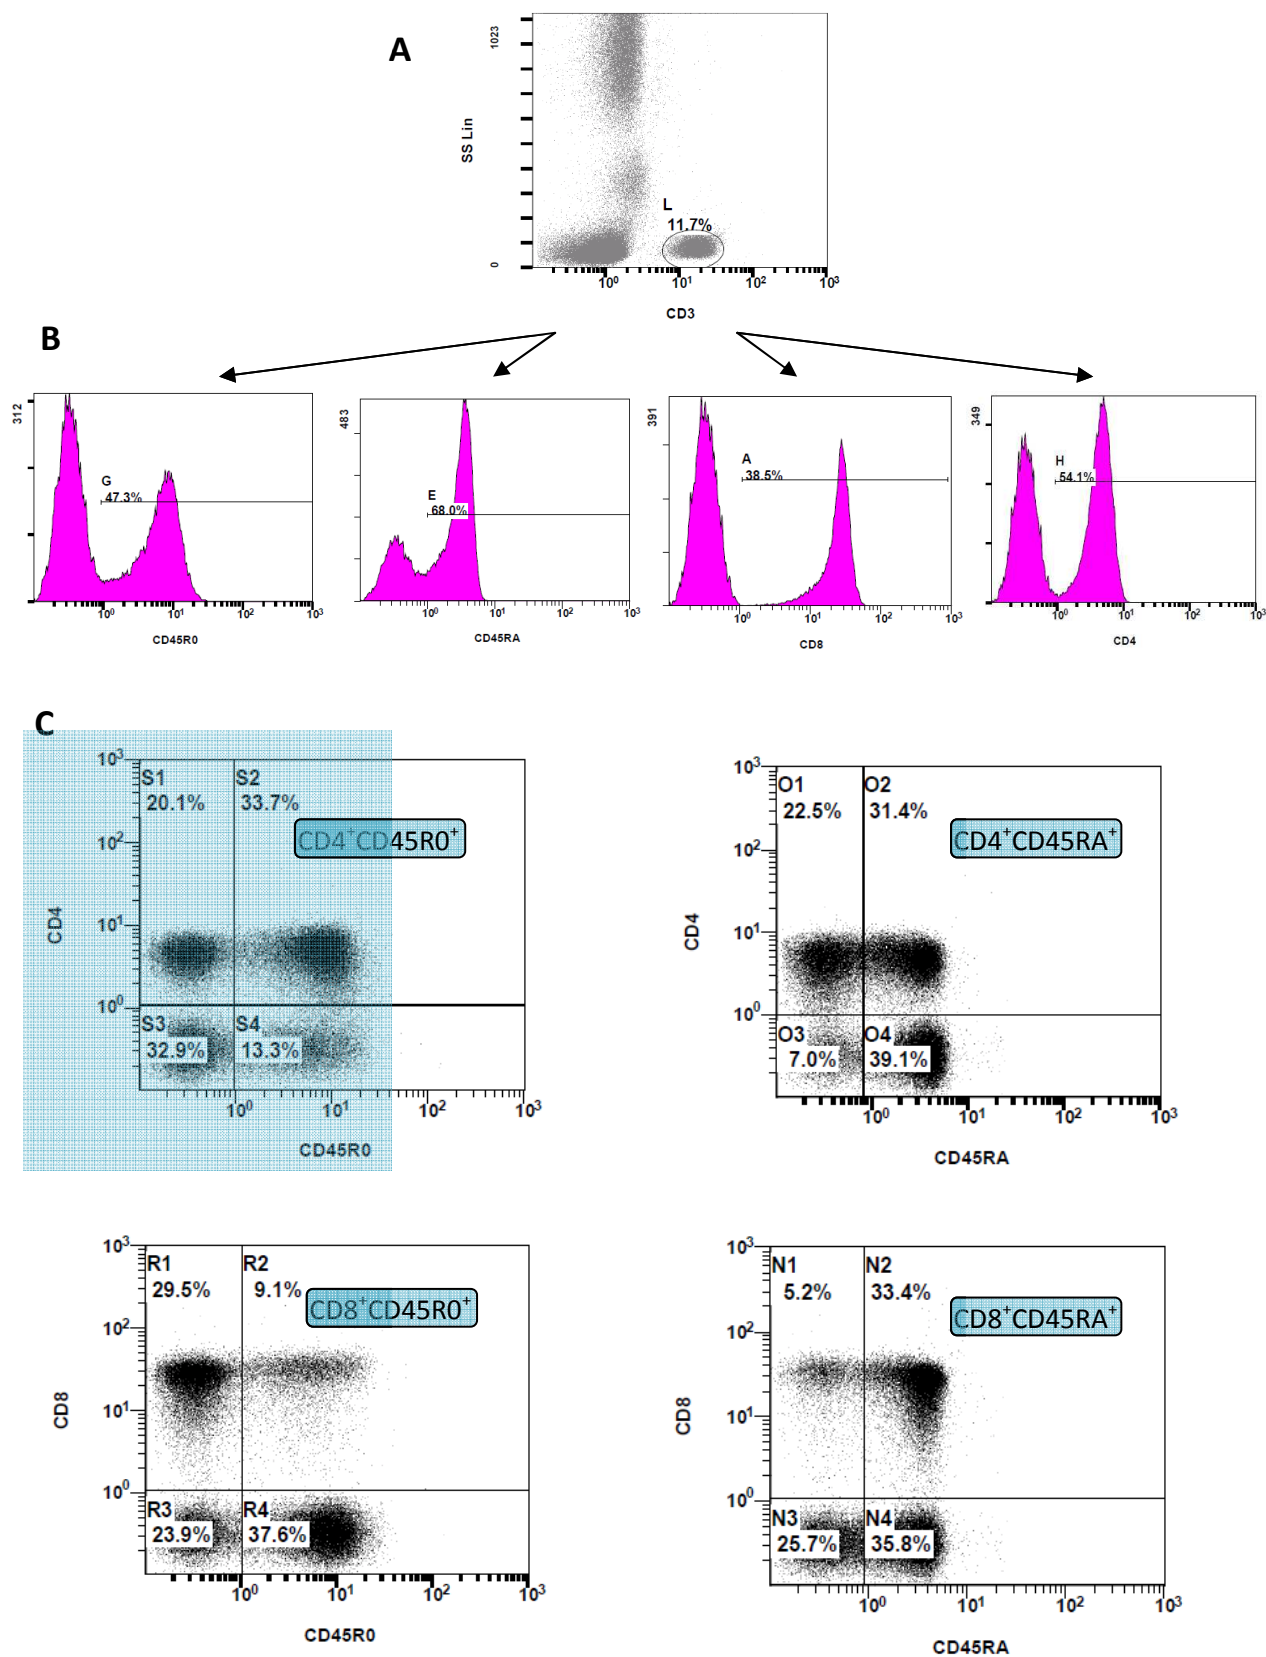 A
1023
SS Lin
0
L
11.7%
10⁰ 10¹ 10² 10³
CD3
B
312
G
47.3%
10⁰ 10¹ 10² 10³
CD45R0
483
E
68.0%
10⁰ 10¹ 10² 10³
CD45RA
391
A
38.5%
10⁰ 10¹ 10² 10³
CD8
349
H
54.1%
10⁰ 10¹ 10² 10³
CD4
C
10³
10²
10¹
10⁰
CD4
S1 S2
20.1% 33.7%
CD4⁺CD45R0⁺
S3 S4
32.9% 13.3%
10⁰ 10¹ 10² 10³
CD45R0
10³
10²
10¹
10⁰
CD4
O1 O2
22.5% 31.4%
CD4⁺CD45RA⁺
O3 O4
7.0% 39.1%
10⁰ 10¹ 10² 10³
CD45RA
10³
10²
10¹
10⁰
CD8
R1 R2
29.5% 9.1%
CD8⁺CD45R0⁺
R3 R4
23.9% 37.6%
10⁰ 10¹ 10² 10³
CD45R0
10³
10²
10¹
10⁰
CD8
N1 N2
5.2% 33.4%
CD8⁺CD45RA⁺
N3 N4
25.7% 35.8%
10⁰ 10¹ 10² 10³
CD45RA